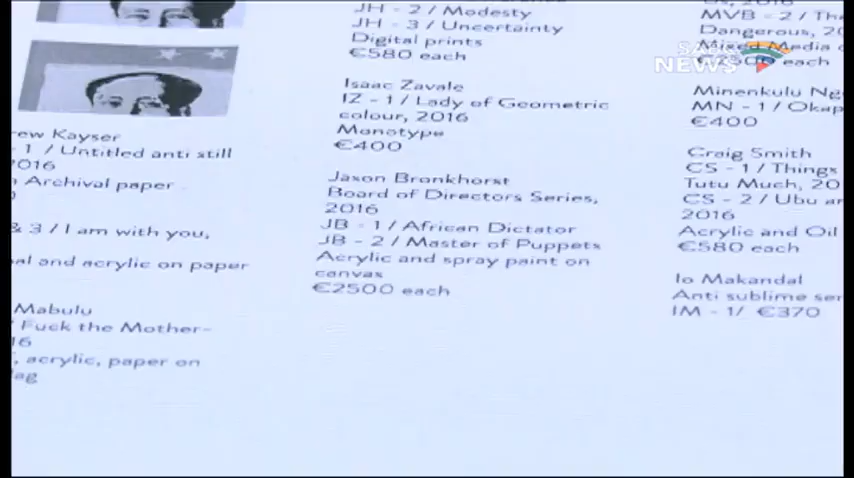 JH - 2 / Modesty
JH - 3 / Uncertainty
Digital prints
€580 each
Isaac Zavale
IZ - 1 / Lady of Geometric
colour, 2016
Monotype
€400
Jason Bronkhorst
Board of Directors Series,
2016
JB - 1 / African Dictator
JB - 2 / Master of Puppets
Acrylic and spray paint on
canvas
€2500 each
rew Kayser
1 / Untitled anti still
2016
Archival paper
& 3 / I am with you,
al and acrylic on paper
Mabulu
Fuck the Mother-
16
, acrylic, paper on
lag
MVB - 2 / The
Dangerous, 20
Mixed Media
€2500 each
Minenkulu Ng
MN - 1 / Okap
€400
Craig Smith
CS - 1 / Things
Tutu Much, 20
CS - 2 / Ubu a
2016
Acrylic and Oil
€580 each
Io Makandal
Anti sublime ser
IM - 1/ €370
SABC
NEWS